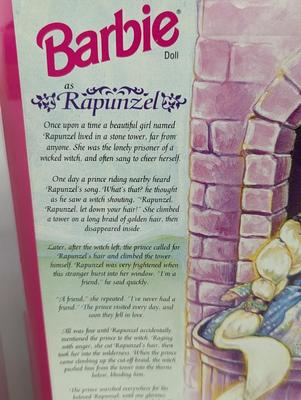 Barbie®
Doll
as
Rapunzel
Once upon a time a beautiful girl named
Rapunzel lived in a stone tower, far from
anyone. She was the lonely prisoner of a
wicked witch, and often sang to cheer herself.
One day a prince riding nearby heard
Rapunzel's song. What's that? he thought
as he saw a witch shouting, "Rapunzel,
Rapunzel, let down your hair!" She climbed
a tower on a long braid of golden hair, then
disappeared inside.
Later, after the witch left, the prince called for
Rapunzel's hair and climbed the tower
himself. Rapunzel was very frightened when
this stranger burst into her window. "I'm a
friend," he said quickly.
"A friend," she repeated. "I've never had a
friend." The prince visited every day, and
soon they fell in love.
All was fine until Rapunzel accidentally
mentioned the prince to the witch. Raging
with anger, she cut Rapunzel's hair, then
took her into the wilderness. When the prince
came climbing up the cut-off braid, the witch
pushed him from the tower into the thorns
below, blinding him.
The prince searched everywhere for his
beloved Rapunzel, until one glorious